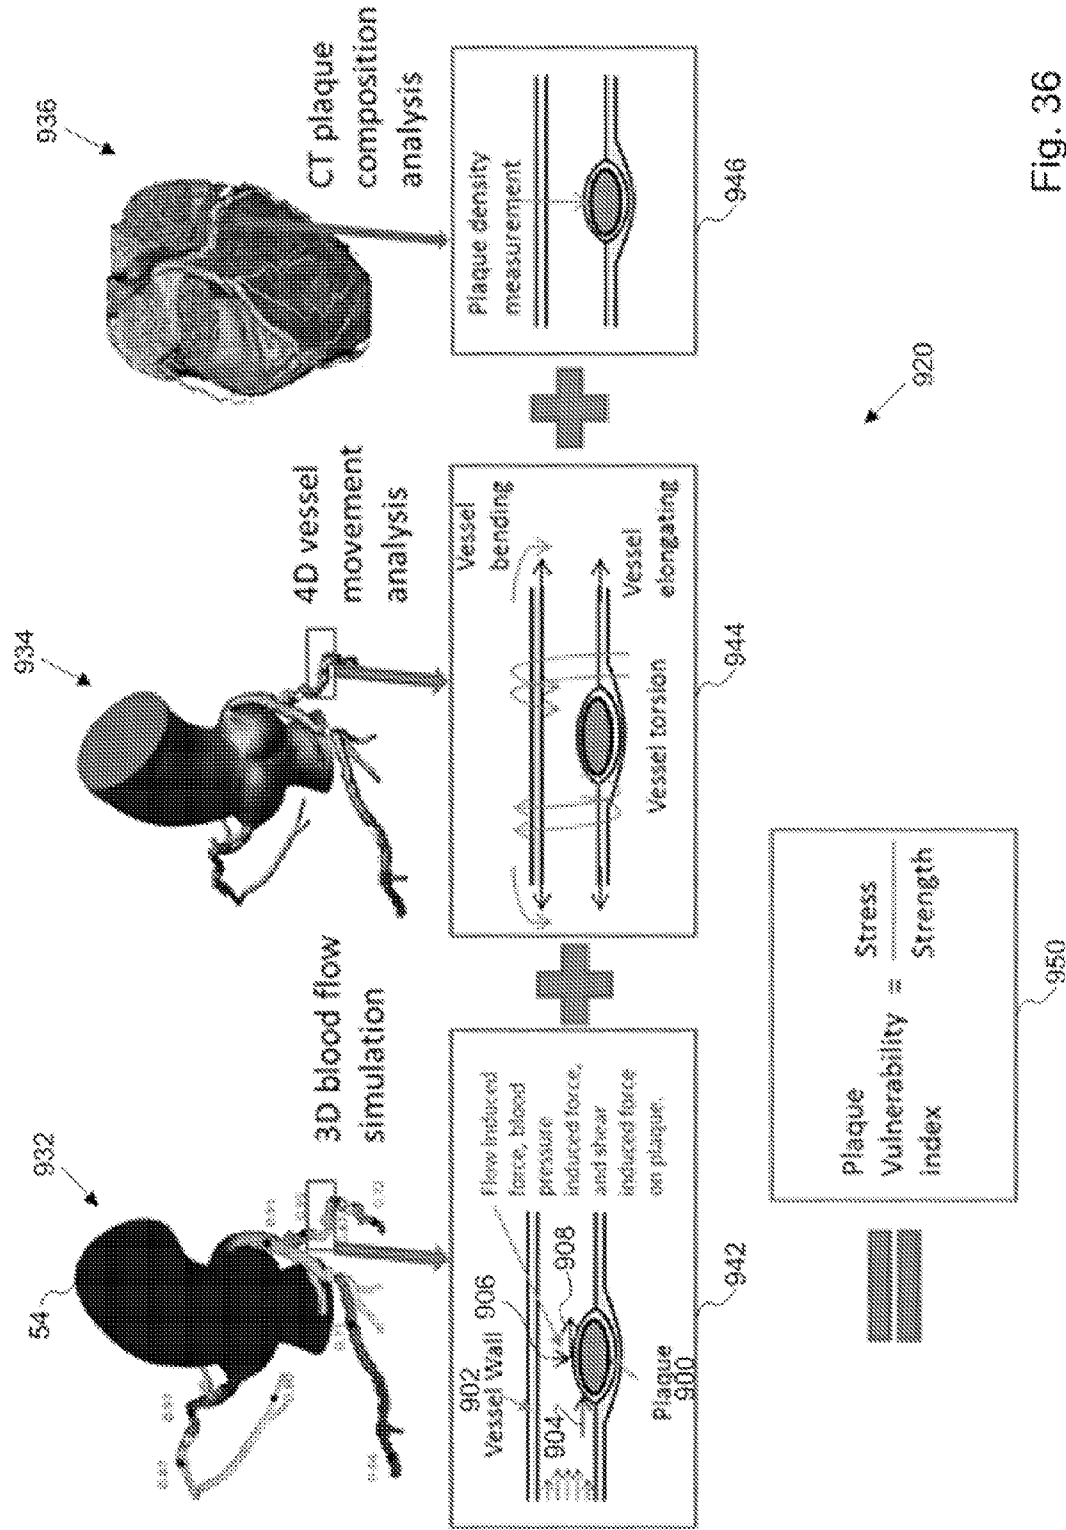 54
932
934
936
3D blood flow
simulation
4D vessel
movement
analysis
CT plaque
composition
analysis
902
Vessel Wall
906
904
908
Plaque
900
Flow induced
force, blood
pressure
induced force,
and shear
induced force
on plaque.
942
Vessel
bending
Vessel
elongating
Vessel torsion
944
Plaque density
measurement
946
920
Plaque
Vulnerability
index
=
Stress
Strength
950
Fig. 36